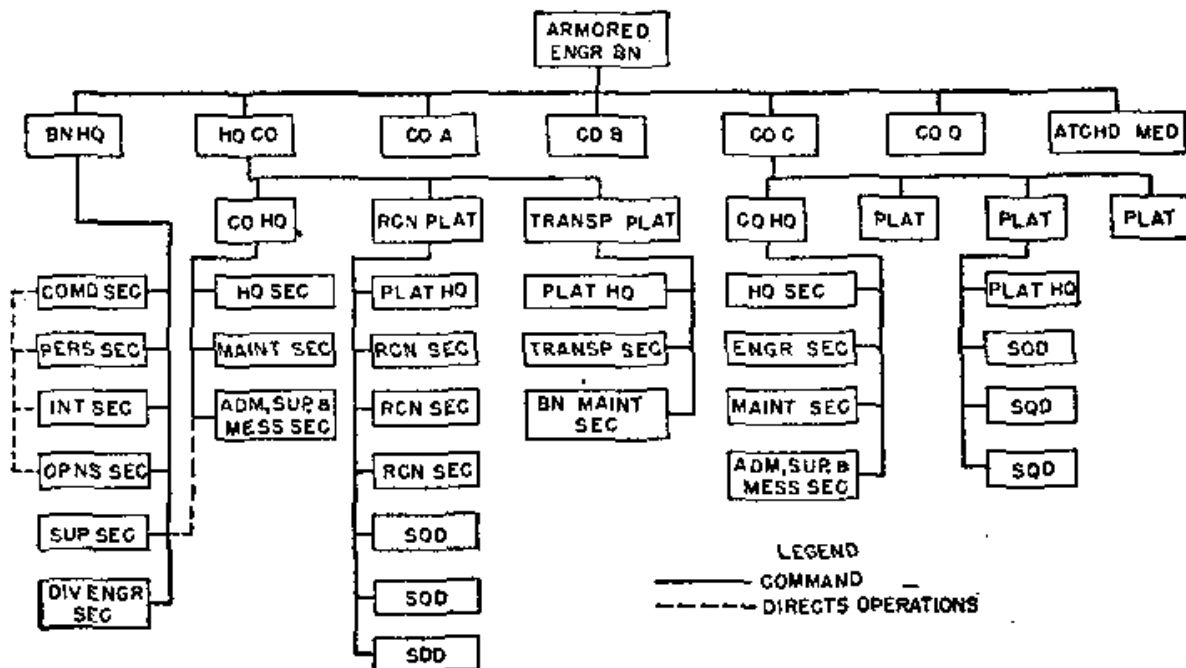 ARMORED
ENGR BN
BN HQ
HQ CO
CO A
CO B
CO C
CO D
ATCHD MED
CO HQ
RCN PLAT
TRANSP PLAT
CO HQ
PLAT
PLAT
PLAT
COMD SEC
HQ SEC
PLAT HQ
PLAT HQ
HQ SEC
PLAT HQ
PERS SEC
MAINT SEC
RCN SEC
TRANSP SEC
ENGR SEC
SQD
INT SEC
ADM, SUP, &
MESS SEC
RCN SEC
BN MAINT
SEC
MAINT SEC
SQD
OPNS SEC
RCN SEC
ADM, SUP, &
MESS SEC
SQD
SUP SEC
SQD
DIV ENGR
SEC
SQD
SQD
LEGEND
COMMAND
DIRECTS OPERATIONS